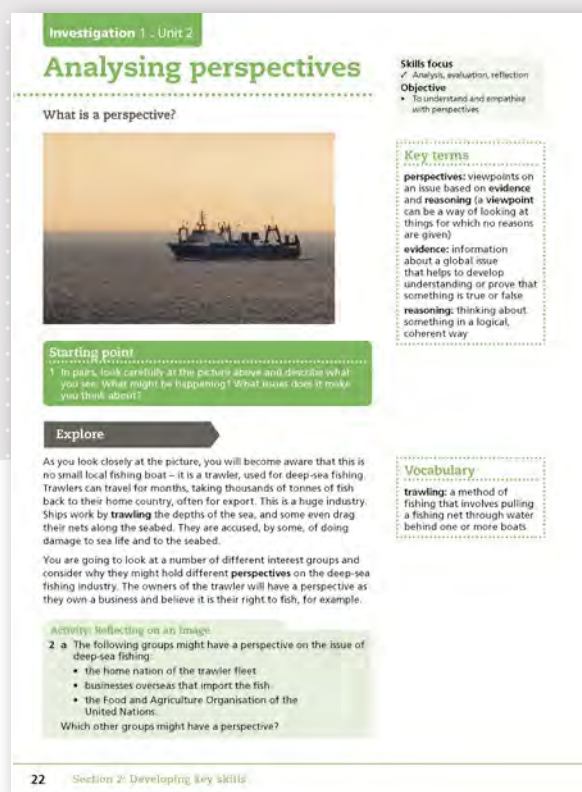 Investigation 1 . Unit 2
Analysing perspectives
What is a perspective?
Starting point
1 In pairs, look carefully at the picture above and describe what
you see. What might be happening? What issues does it make
you think about?
Explore
As you look closely at the picture, you will become aware that this is
no small local fishing boat – it is a trawler, used for deep-sea fishing.
Trawlers can travel for months, taking thousands of tonnes of fish
back to their home country, often for export. This is a huge industry.
Ships work by trawling the depths of the sea, and some even drag
their nets along the seabed. They are accused, by some, of doing
damage to sea life and to the seabed.
You are going to look at a number of different interest groups and
consider why they might hold different perspectives on the deep-sea
fishing industry. The owners of the trawler will have a perspective as
they own a business and believe it is their right to fish, for example.
Activity: Reflecting on an image
2 a The following groups might have a perspective on the issue of
deep-sea fishing:
• the home nation of the trawler fleet
• businesses overseas that import the fish
• the Food and Agriculture Organisation of the
United Nations.
Which other groups might have a perspective?
Skills focus
✓ Analysis, evaluation, reflection
Objective
• To understand and empathise
with perspectives
Key terms
perspectives: viewpoints on
an issue based on evidence
and reasoning (a viewpoint
can be a way of looking at
things for which no reasons
are given)
evidence: information
about a global issue
that helps to develop
understanding or prove that
something is true or false
reasoning: thinking about
something in a logical,
coherent way
Vocabulary
trawling: a method of
fishing that involves pulling
a fishing net through water
behind one or more boats
22 Section 2: Developing key skills